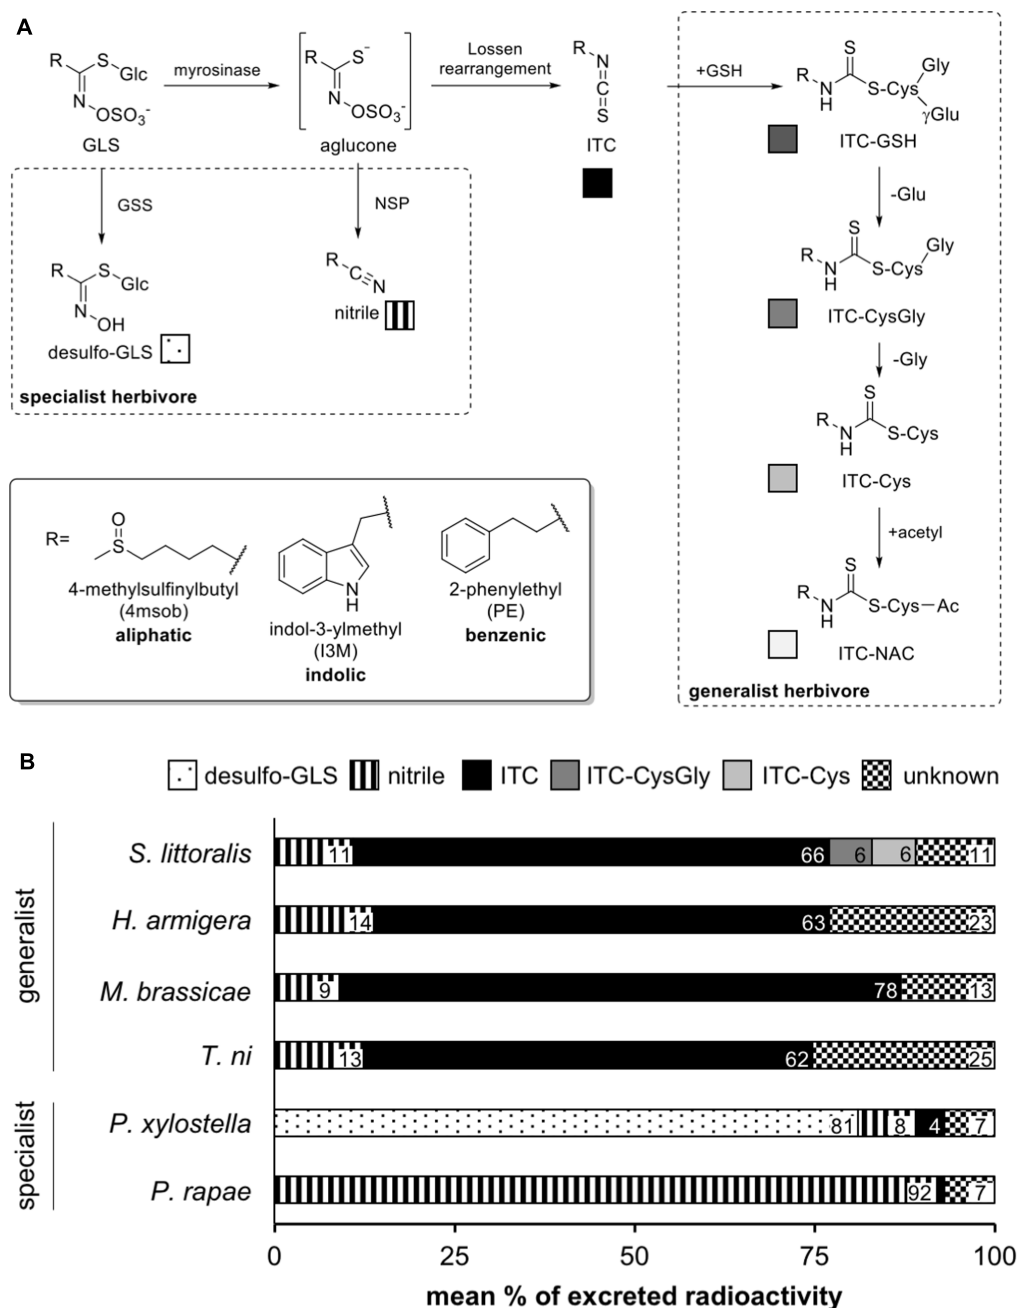 A
R S Glc
N OSO₃⁻
GLS
myrosinase
R S⁻
N OSO₃⁻
aglucone
Lossen
rearrangement
R N
C
S
ITC
+GSH
S
R N H S-Cys Gly
γGlu
ITC-GSH
-Glu
S
R N H S-Cys Gly
ITC-CysGly
-Gly
S
R N H S-Cys
ITC-Cys
+acetyl
S
R N H S-Cys—Ac
ITC-NAC
generalist herbivore
GSS
NSP
R S Glc
N OH
desulfo-GLS
R C N
nitrile
specialist herbivore
R=
O
S
4-methylsulfinylbutyl
(4msob)
aliphatic
N
H
indol-3-ylmethyl
(I3M)
indolic
2-phenylethyl
(PE)
benzenic
B
desulfo-GLS nitrile ITC ITC-CysGly ITC-Cys unknown
generalist
S. littoralis 11 66 6 6 11
H. armigera 14 63 23
M. brassicae 9 78 13
T. ni 13 62 25
specialist
P. xylostella 81 8 4 7
P. rapae 92 7
0 25 50 75 100
mean % of excreted radioactivity